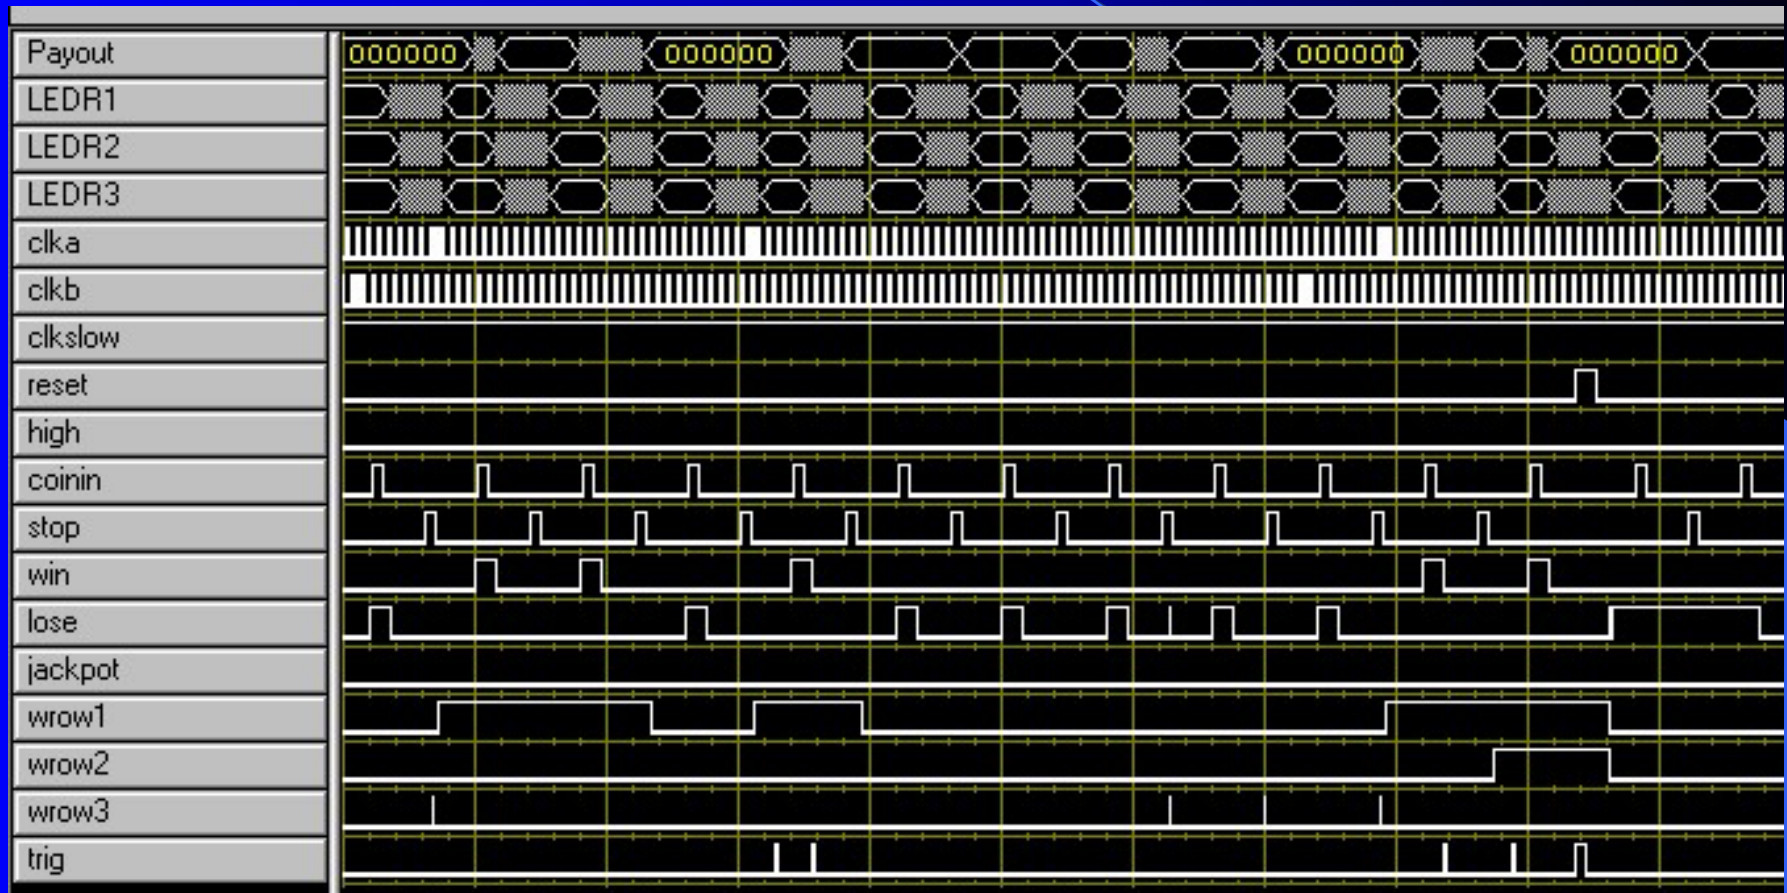 Payout 000000 000000 000000 000000
LEDR1
LEDR2
LEDR3
clka
clkb
clkslow
reset
high
coinin
stop
win
lose
jackpot
wrow1
wrow2
wrow3
trig